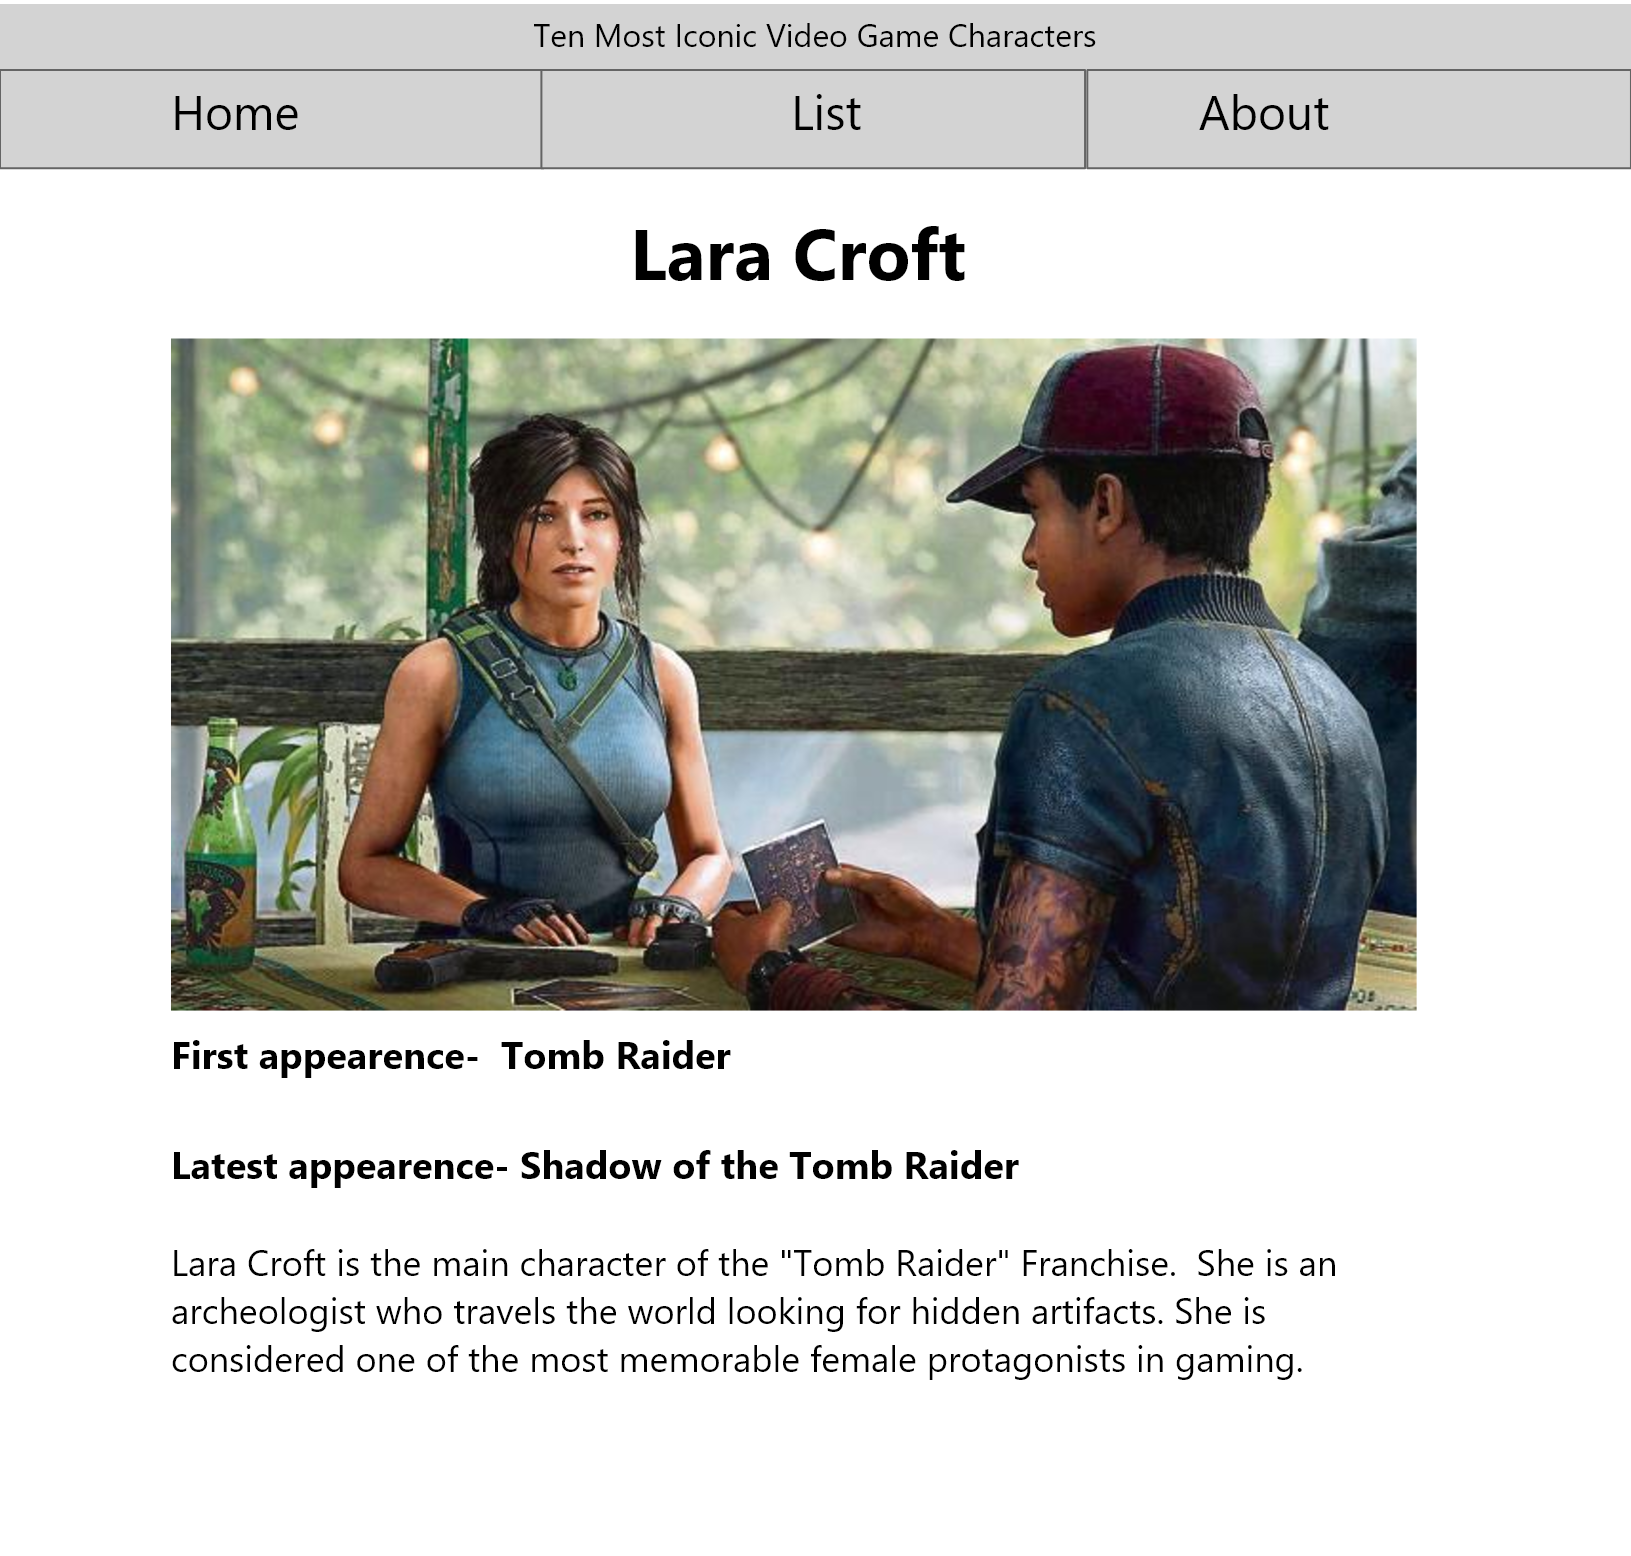 Ten Most Iconic Video Game Characters
Home List About
Lara Croft
First appearence-  Tomb Raider
Latest appearence- Shadow of the Tomb Raider
Lara Croft is the main character of the "Tomb Raider" Franchise.  She is an
archeologist who travels the world looking for hidden artifacts. She is
considered one of the most memorable female protagonists in gaming.